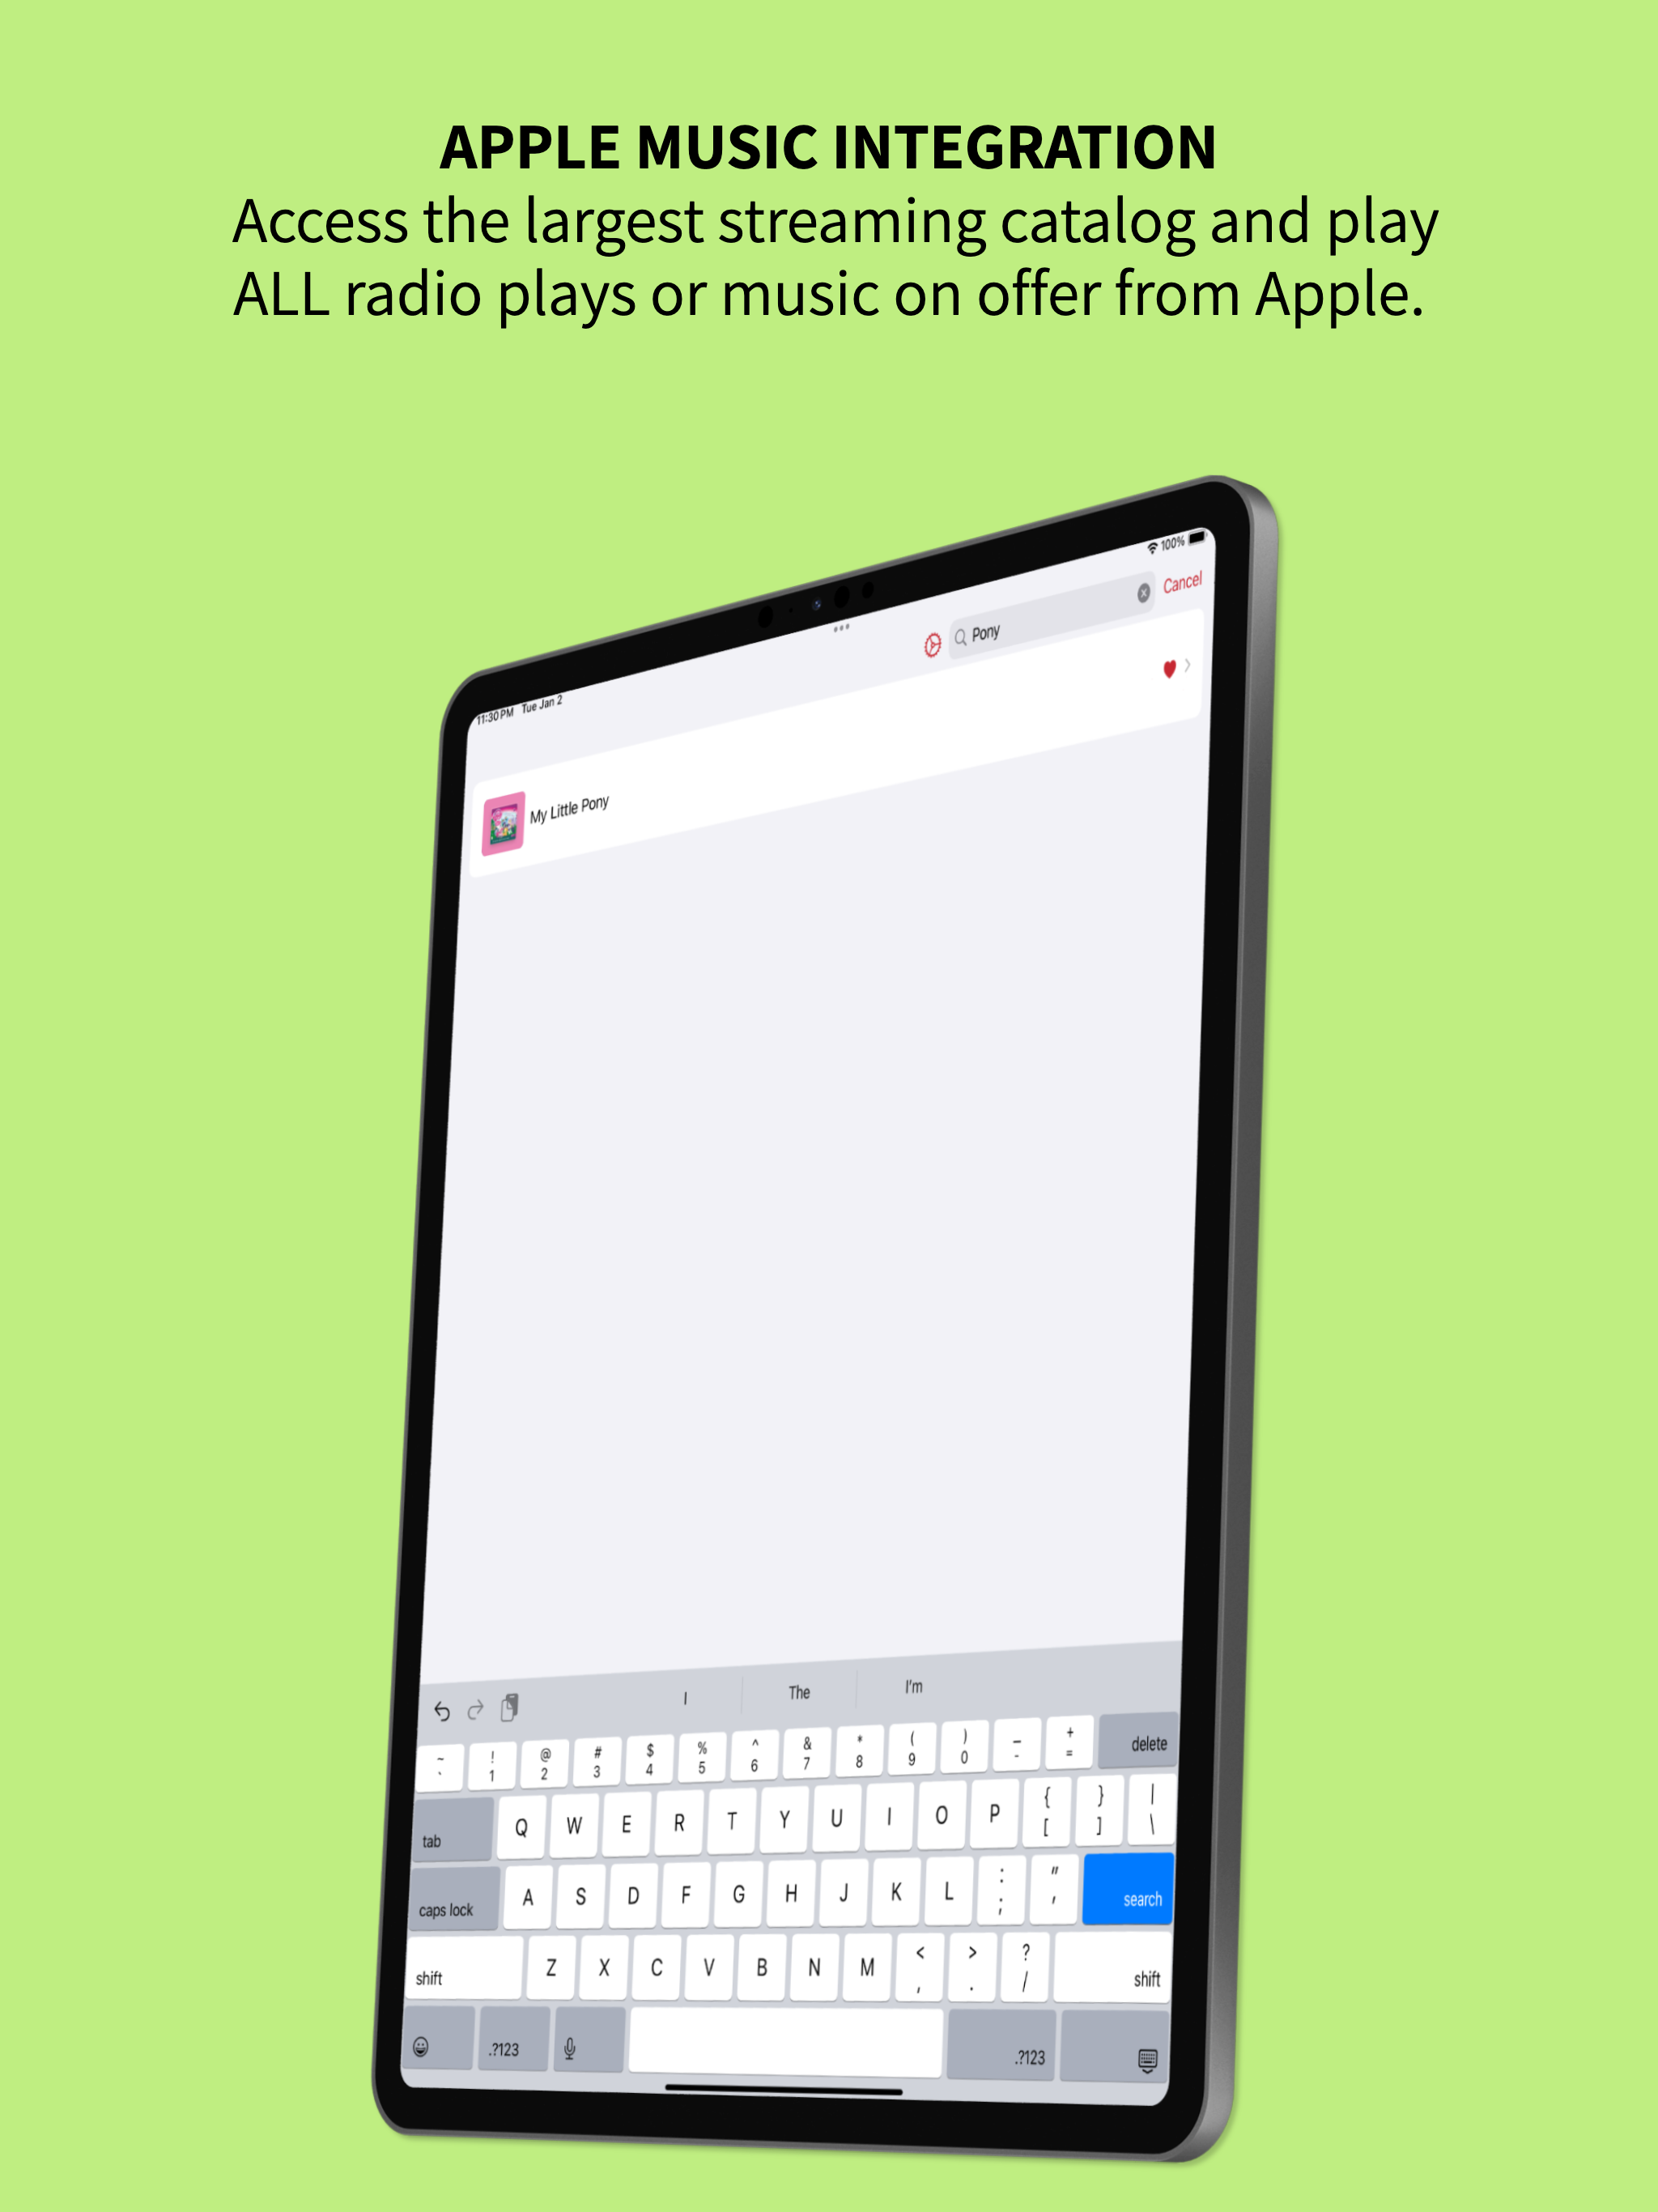 APPLE MUSIC INTEGRATION
Access the largest streaming catalog and play
ALL radio plays or music on offer from Apple.
11:30 PM Tue Jan 2
100%
Pony
Cancel
My Little Pony
I The I'm
~ ! @ # $ % ^ & * ( ) _ +
` 1 2 3 4 5 6 7 8 9 0 - = delete
tab Q W E R T Y U I O P { [ } ] | \
caps lock A S D F G H J K L : ; " ' search
shift Z X C V B N M < , > . ? / shift
.?123 .?123